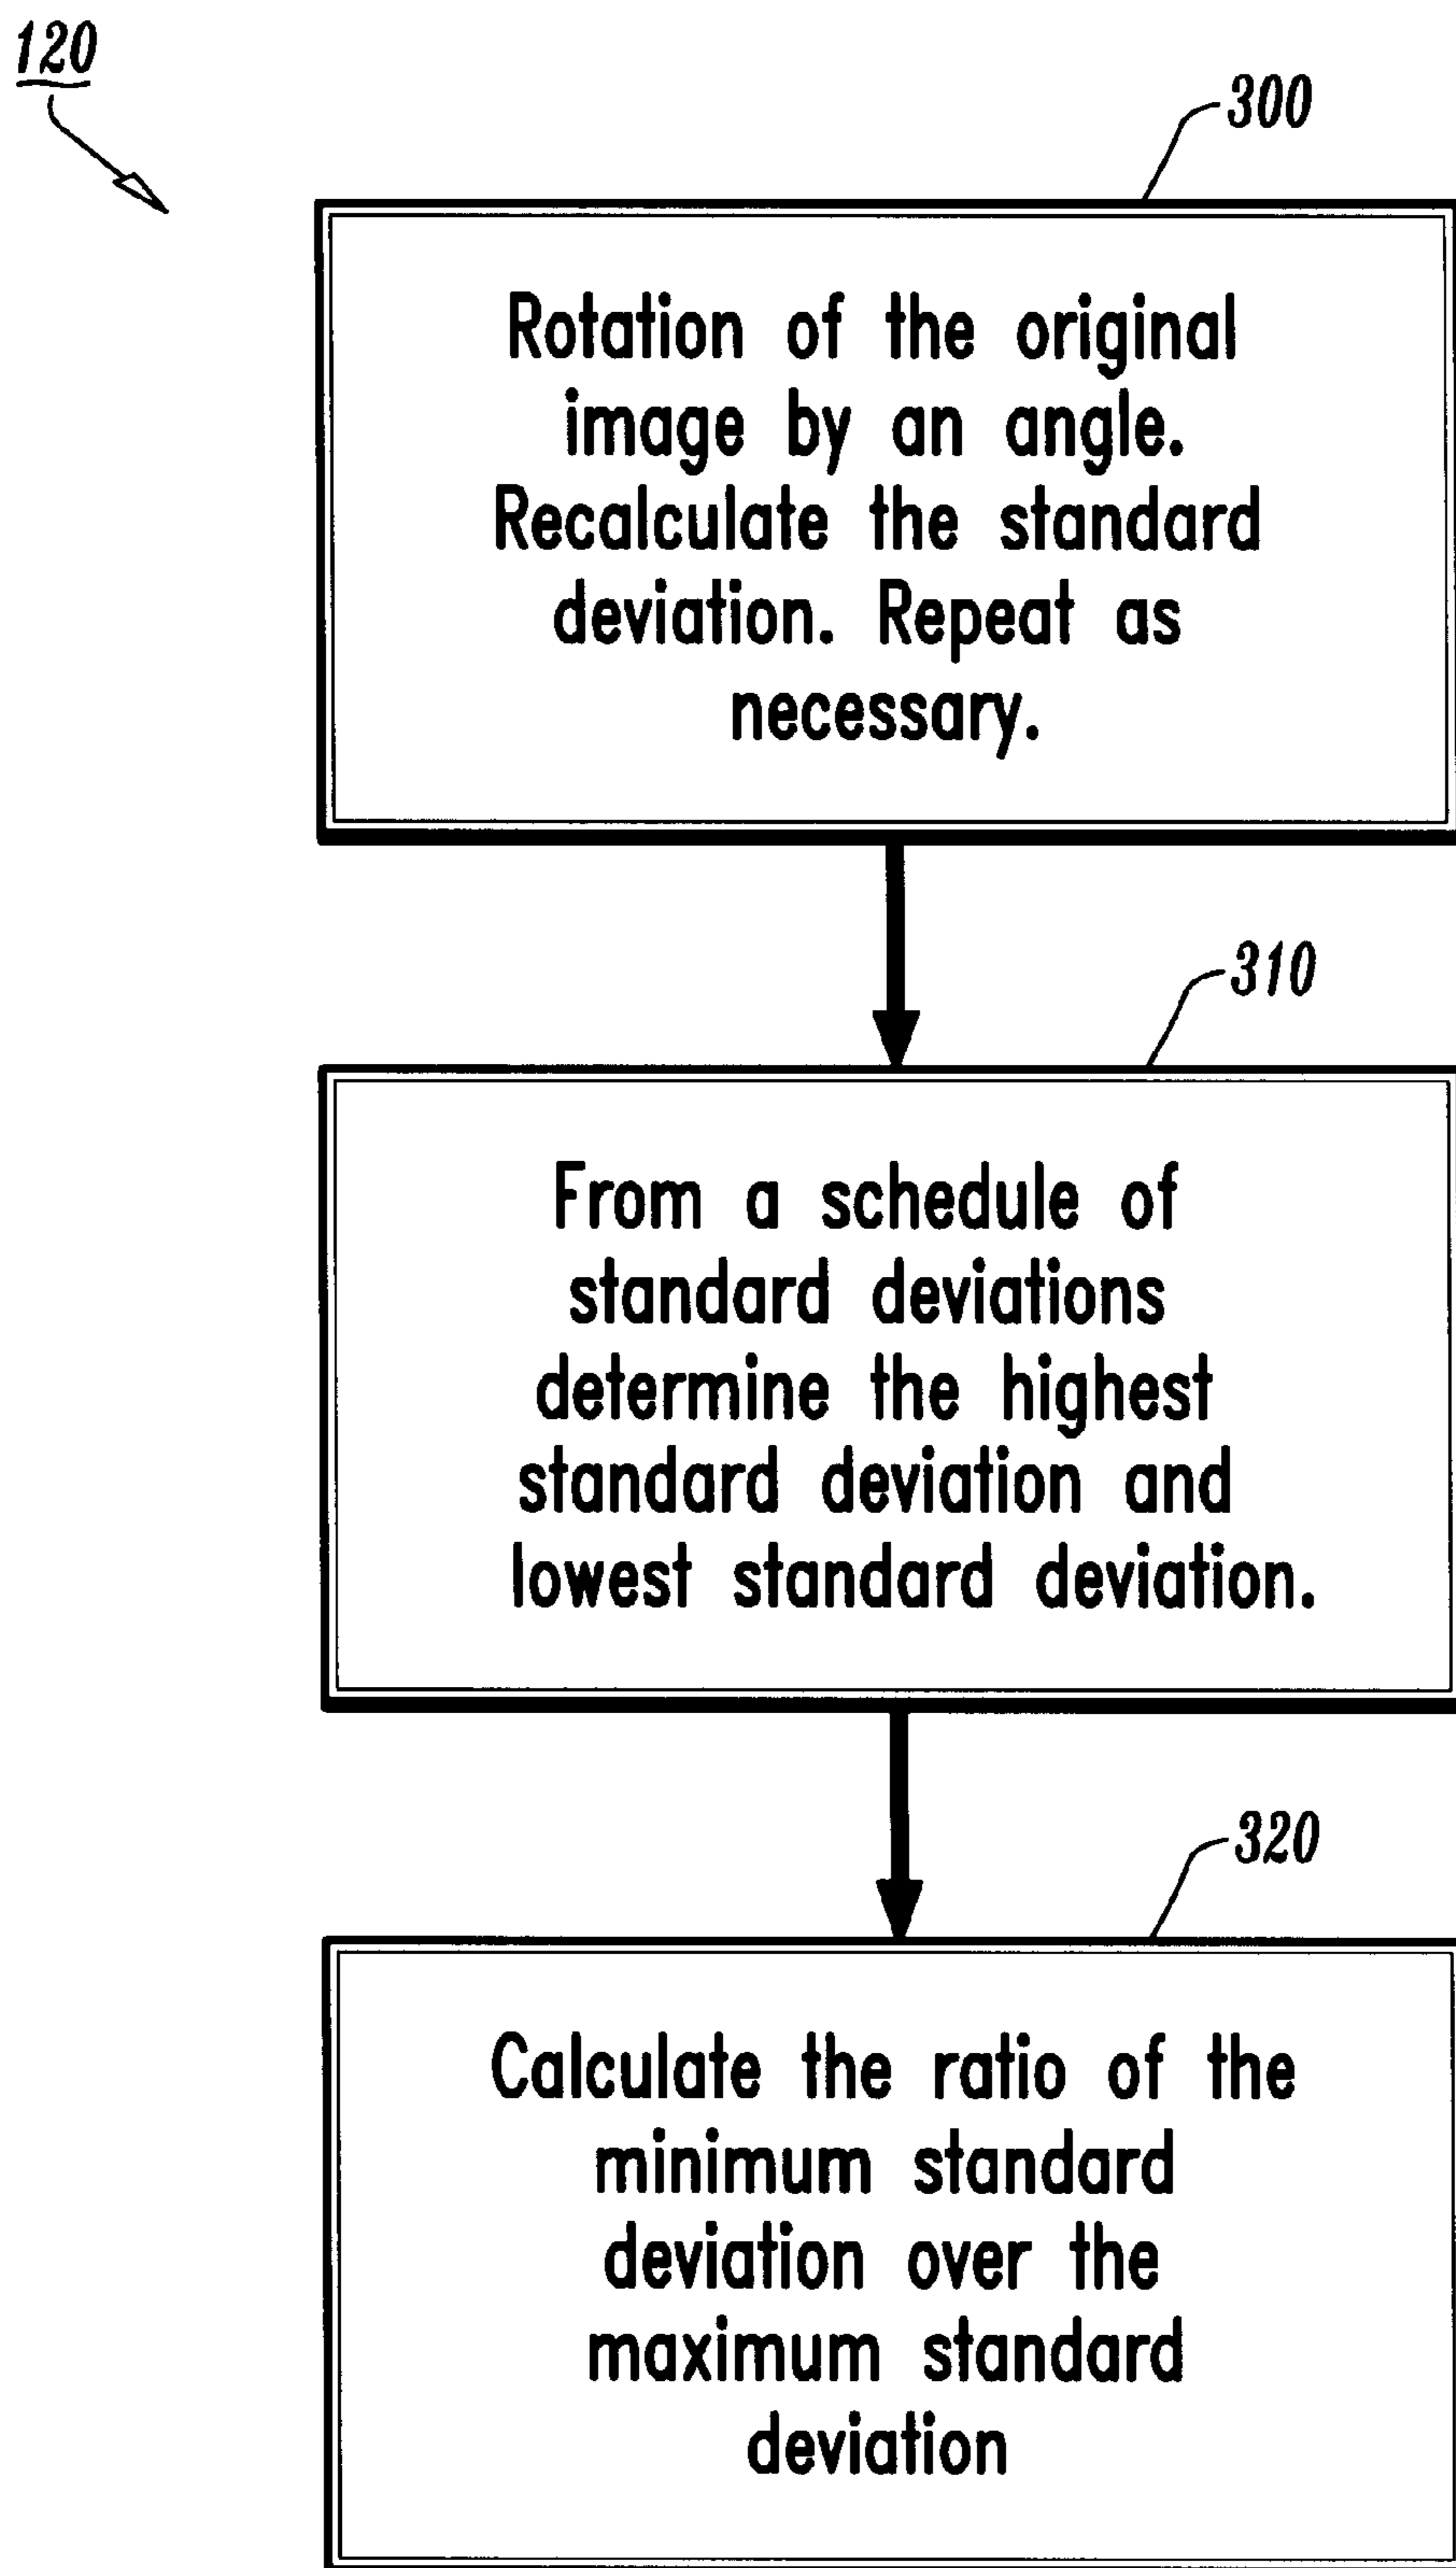 120
300
Rotation of the original
image by an angle.
Recalculate the standard
deviation. Repeat as
necessary.
310
From a schedule of
standard deviations
determine the highest
standard deviation and
lowest standard deviation.
320
Calculate the ratio of the
minimum standard
deviation over the
maximum standard
deviation